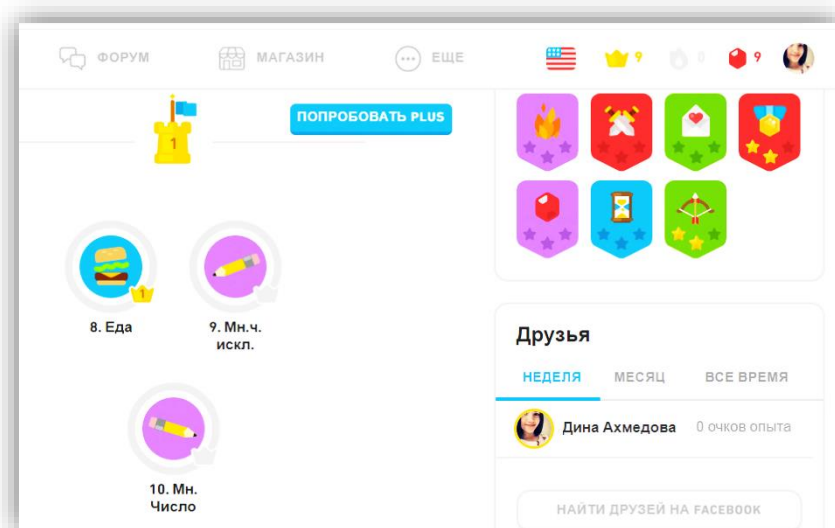 ФОРУМ
МАГАЗИН
ЕЩЕ
9
0
9
1
ПОПРОБОВАТЬ PLUS
1
8. Еда
9. Мн.ч.
искл.
10. Мн.
Число
Друзья
НЕДЕЛЯ
МЕСЯЦ
ВСЕ ВРЕМЯ
Дина Ахмедова
0 очков опыта
НАЙТИ ДРУЗЕЙ НА FACEBOOK